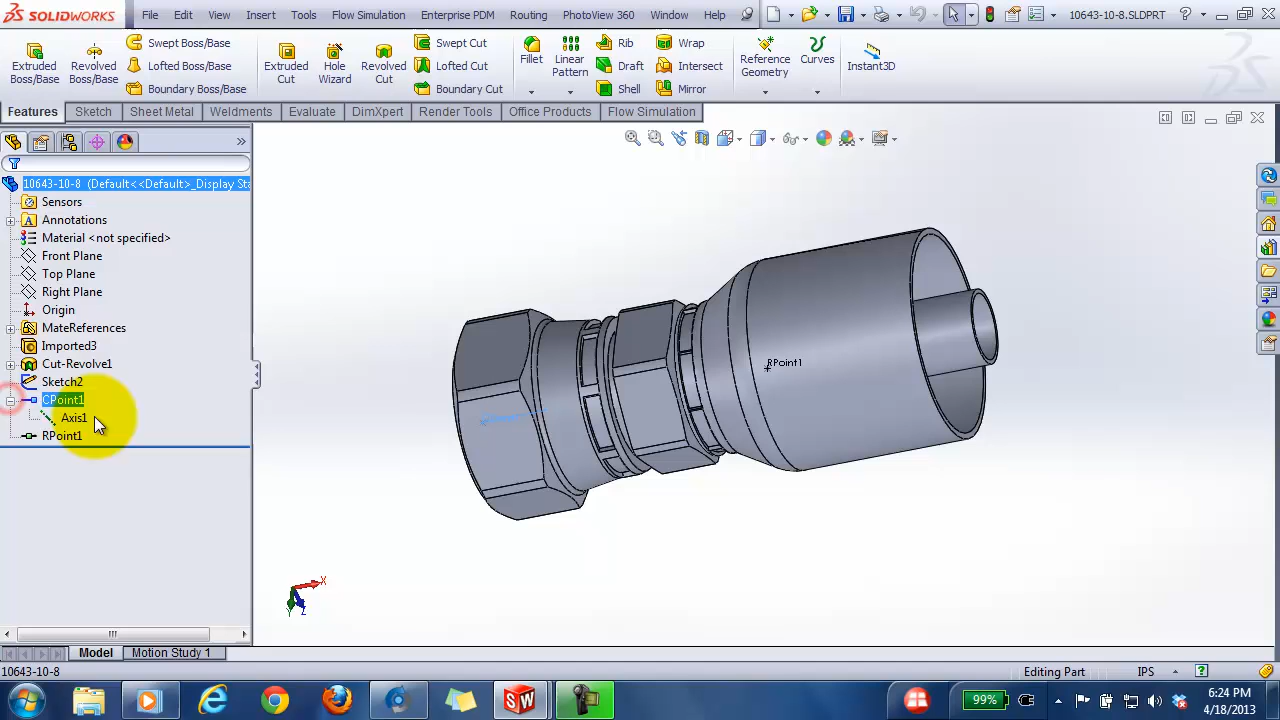 SOLIDWORKS File Edit View Insert Tools Flow Simulation Enterprise PDM Routing PhotoView 360 Window Help 10643-10-8.SLDPRT
Extruded Boss/Base
Revolved Boss/Base
Swept Boss/Base
Lofted Boss/Base
Boundary Boss/Base
Extruded Cut
Hole Wizard
Revolved Cut
Swept Cut
Lofted Cut
Boundary Cut
Fillet
Linear Pattern
Rib
Draft
Shell
Wrap
Intersect
Mirror
Reference Geometry
Curves
Instant3D
Features Sketch Sheet Metal Weldments Evaluate DimXpert Render Tools Office Products Flow Simulation
10643-10-8 (Default<<Default>_Display Sta
Sensors
Annotations
Material <not specified>
Front Plane
Top Plane
Right Plane
Origin
MateReferences
Imported3
Cut-Revolve1
Sketch2
CPoint1
Axis1
RPoint1
RPoint1
X
Z
Model Motion Study 1
10643-10-8 Editing Part IPS
99% 6:24 PM
4/18/2013